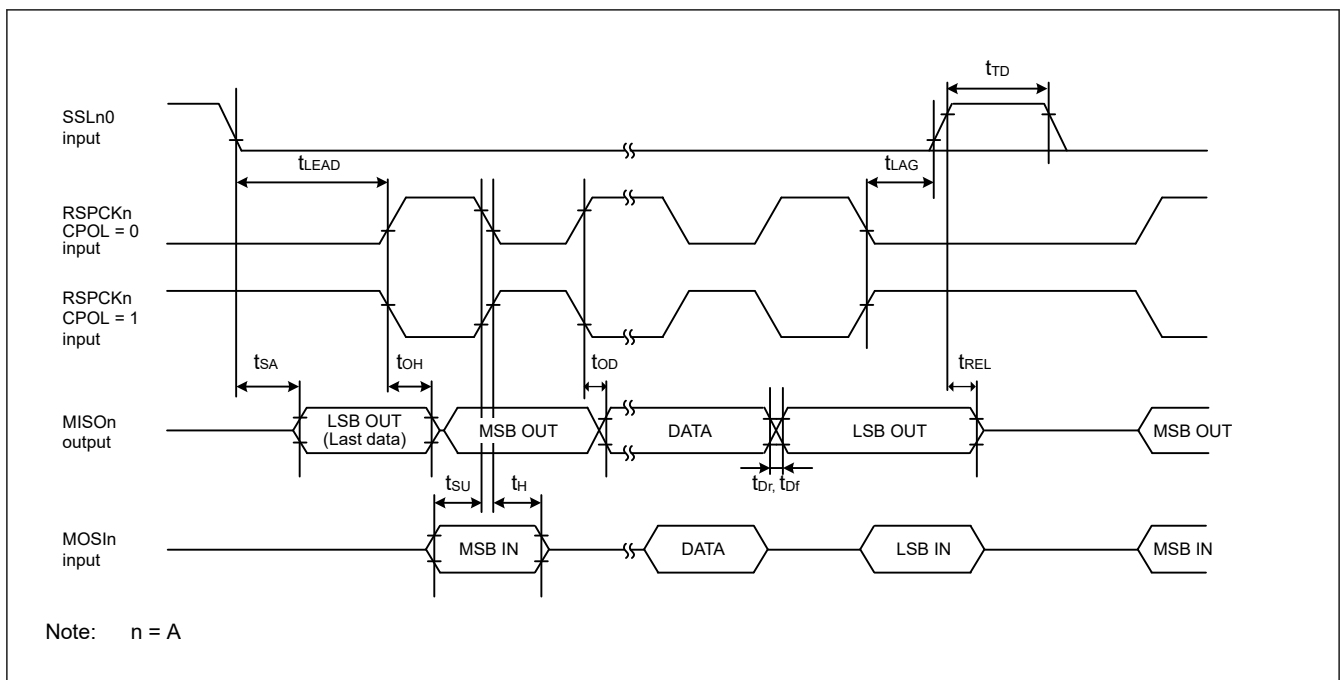 tTD
SSLn0
input
tLEAD
tLAG
RSPCKn
CPOL = 0
input
RSPCKn
CPOL = 1
input
tSA
tOH
tOD
tREL
MISOn
output
LSB OUT
(Last data)
MSB OUT
DATA
LSB OUT
MSB OUT
tSU
tH
tDr, tDf
MOSIn
input
MSB IN
DATA
LSB IN
MSB IN
Note: n = A